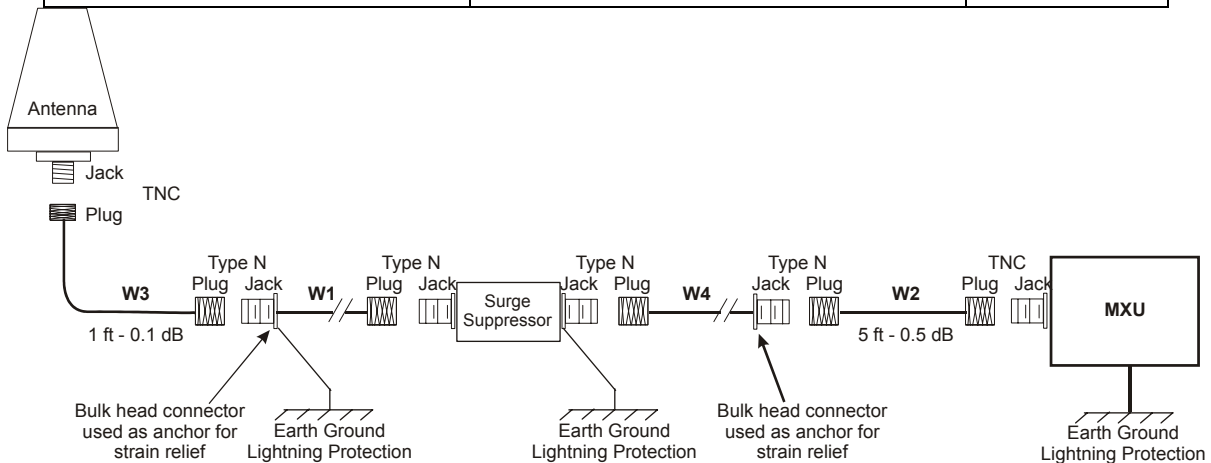 Antenna
Jack
TNC
Plug
Type N
Type N
Type N
Type N
TNC
Plug Jack
Plug Jack
Jack Plug
Jack Plug
Plug Jack
W3
W1
Surge
Suppressor
W4
W2
MXU
1 ft - 0.1 dB
5 ft - 0.5 dB
Bulk head connector
used as anchor for
strain relief
Earth Ground
Lightning Protection
Earth Ground
Lightning Protection
Bulk head connector
used as anchor for
strain relief
Earth Ground
Lightning Protection